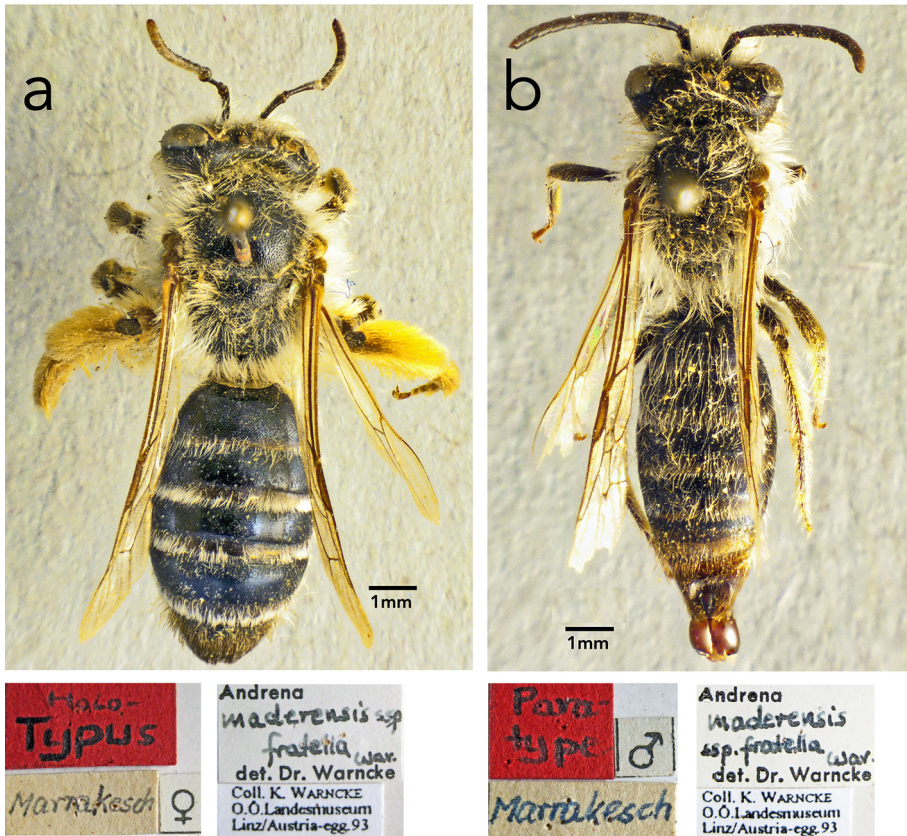 a
b
1mm
1mm
Holo-
Typus
Marrakesch
♀
Andrena
maderensis ssp
fratella War.
det. Dr. Warncke
Coll. K. WARNCKE
O.Ö.Landesmuseum
Linz/Austria-egg.93
Para-
type
♂
Marrakesch
Andrena
maderensis
ssp. fratella War.
det. Dr. Warncke
Coll. K. WARNCKE
O.Ö.Landesmuseum
Linz/Austria-egg.93